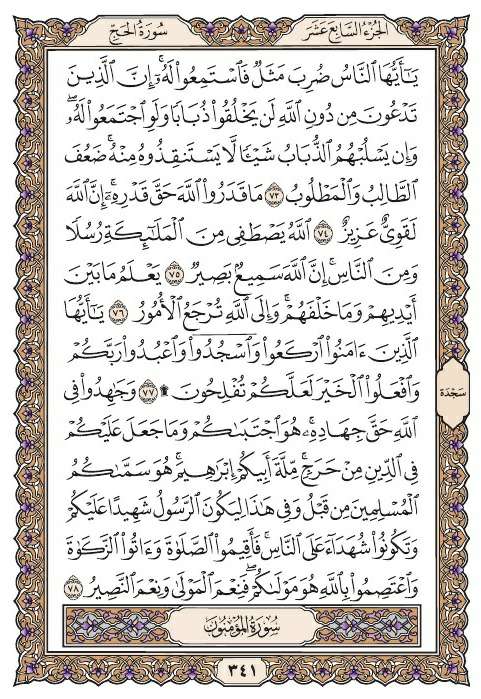 الجزء السابع عشر
سورة الحج
يَـٰٓأَيُّهَا ٱلنَّاسُ ضُرِبَ مَثَلٞ فَٱسۡتَمِعُواْ لَهُۥٓۚ إِنَّ ٱلَّذِينَ
تَدۡعُونَ مِن دُونِ ٱللَّهِ لَن يَخۡلُقُواْ ذُبَابٗا وَلَوِ ٱجۡتَمَعُواْ لَهُۥۖ
وَإِن يَسۡلُبۡهُمُ ٱلذُّبَابُ شَيۡـٔٗا لَّا يَسۡتَنقِذُوهُ مِنۡهُۚ ضَعُفَ
ٱلطَّالِبُ وَٱلۡمَطۡلُوبُ ٧٣ مَا قَدَرُواْ ٱللَّهَ حَقَّ قَدۡرِهِۦٓۚ إِنَّ ٱللَّهَ
لَقَوِيٌّ عَزِيزٌ ٧٤ ٱللَّهُ يَصۡطَفِي مِنَ ٱلۡمَلَـٰٓئِكَةِ رُسُلٗا
وَمِنَ ٱلنَّاسِۚ إِنَّ ٱللَّهَ سَمِيعُۢ بَصِيرٞ ٧٥ يَعۡلَمُ مَا بَيۡنَ
أَيۡدِيهِمۡ وَمَا خَلۡفَهُمۡۚ وَإِلَى ٱللَّهِ تُرۡجَعُ ٱلۡأُمُورُ ٧٦ يَـٰٓأَيُّهَا
ٱلَّذِينَ ءَامَنُواْ ٱرۡكَعُواْ وَٱسۡجُدُواْ وَٱعۡبُدُواْ رَبَّكُمۡ
وَٱفۡعَلُواْ ٱلۡخَيۡرَ لَعَلَّكُمۡ تُفۡلِحُونَ ۩ ٧٧ وَجَـٰهِدُواْ فِي
سجدة
ٱللَّهِ حَقَّ جِهَادِهِۦۚ هُوَ ٱجۡتَبَىٰكُمۡ وَمَا جَعَلَ عَلَيۡكُمۡ
فِي ٱلدِّينِ مِنۡ حَرَجٖۚ مِّلَّةَ أَبِيكُمۡ إِبۡرَٰهِيمَۚ هُوَ سَمَّىٰكُمُ
ٱلۡمُسۡلِمِينَ مِن قَبۡلُ وَفِي هَٰذَا لِيَكُونَ ٱلرَّسُولُ شَهِيدًا عَلَيۡكُمۡ
وَتَكُونُواْ شُهَدَآءَ عَلَى ٱلنَّاسِۚ فَأَقِيمُواْ ٱلصَّلَوٰةَ وَءَاتُواْ ٱلزَّكَوٰةَ
وَٱعۡتَصِمُواْ بِٱللَّهِ هُوَ مَوۡلَىٰكُمۡۖ فَنِعۡمَ ٱلۡمَوۡلَىٰ وَنِعۡمَ ٱلنَّصِيرُ ٧٨
سورة المؤمنون
٣٤١